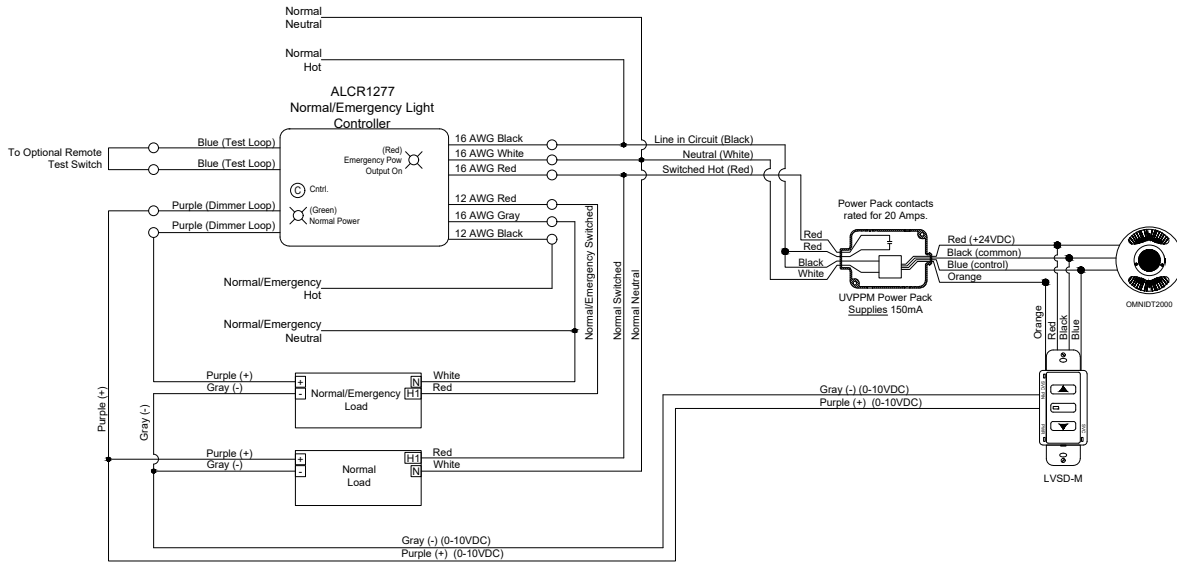 Normal
Neutral
Normal
Hot
ALCR1277
Normal/Emergency Light
Controller
To Optional Remote
Test Switch
Blue (Test Loop)
Blue (Test Loop)
Purple (Dimmer Loop)
Purple (Dimmer Loop)
(Red)
Emergency Pow
Output On
C Cntrl.
(Green)
Normal Power
16 AWG Black
16 AWG White
16 AWG Red
12 AWG Red
16 AWG Gray
12 AWG Black
Line in Circuit (Black)
Neutral (White)
Switched Hot (Red)
Normal/Emergency
Hot
Normal/Emergency
Neutral
Normal/Emergency Switched
Normal Switched
Normal Neutral
Power Pack contacts
rated for 20 Amps.
Red
Red
Black
White
UVPPM Power Pack
Supplies 150mA
Red (+24VDC)
Black (common)
Blue (control)
Orange
OMNIDT2000
Orange
Red
Black
Blue
Purple (+)
Gray (-)
+
-
Normal/Emergency
Load
N
H1
White
Red
Purple (+)
Gray (-)
Purple (+)
Gray (-)
+
-
Normal
Load
H1
N
Red
White
Gray (-) (0-10VDC)
Purple (+) (0-10VDC)
LVSD-M
Gray (-) (0-10VDC)
Purple (+) (0-10VDC)